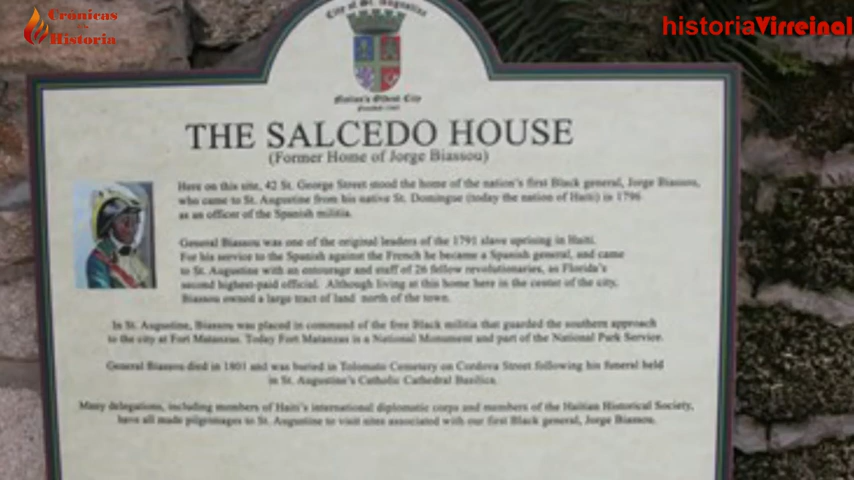 Cronicas
de
Historia
historiaVirreinal
City of St. Augustine
Nation's Oldest City
Founded 1565
THE SALCEDO HOUSE
(Former Home of Jorge Biassou)
Here on this site, 42 St. George Street stood the home of the nation's first Black general, Jorge Biassou,
who came to St. Augustine from his native St. Domingue (today the nation of Haiti) in 1796
as an officer of the Spanish militia.
General Biassou was one of the original leaders of the 1791 slave uprising in Haiti.
For his service to the Spanish against the French he became a Spanish general, and came
to St. Augustine with an entourage and staff of 26 fellow revolutionaries, as Florida's
second highest-paid official. Although living at this home here in the center of the city,
Biassou owned a large tract of land north of the town.
In St. Augustine, Biassou was placed in command of the free Black militia that guarded the southern approach
to the city at Fort Matanzas. Today Fort Matanzas is a National Monument and part of the National Park Service.
General Biassou died in 1801 and was buried in Tolomato Cemetery on Cordova Street following his funeral held
in St. Augustine's Catholic Cathedral Basilica.
Many delegations, including members of Haiti's international diplomatic corps and members of the Haitian Historical Society,
have all made pilgrimages to St. Augustine to visit sites associated with our first Black general, Jorge Biassou.